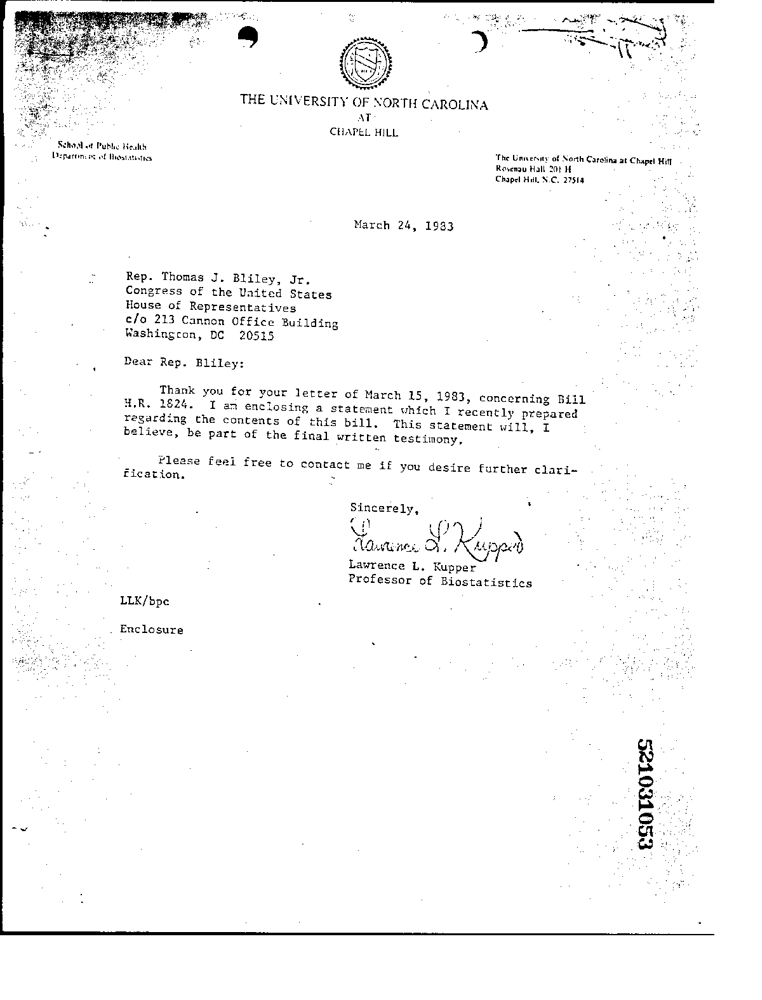 THE UNIVERSITY OF NORTH CAROLINA
AT
CHAPEL HILL
School of Public Health
Department of Biostatistics
The University of North Carolina at Chapel Hill
Rosenau Hall 201 H
Chapel Hill, N.C. 27514
March 24, 1983
Rep. Thomas J. Bliley, Jr.
Congress of the United States
House of Representatives
c/o 213 Cannon Office Building
Washington, DC 20515
Dear Rep. Bliley:
Thank you for your letter of March 15, 1983, concerning Bill
H.R. 1824. I am enclosing a statement which I recently prepared
regarding the contents of this bill. This statement will, I
believe, be part of the final written testimony.
Please feel free to contact me if you desire further clari-
fication.
Sincerely,
Lawrence L. Kupper
Lawrence L. Kupper
Professor of Biostatistics
LLK/bpc
Enclosure
521031053